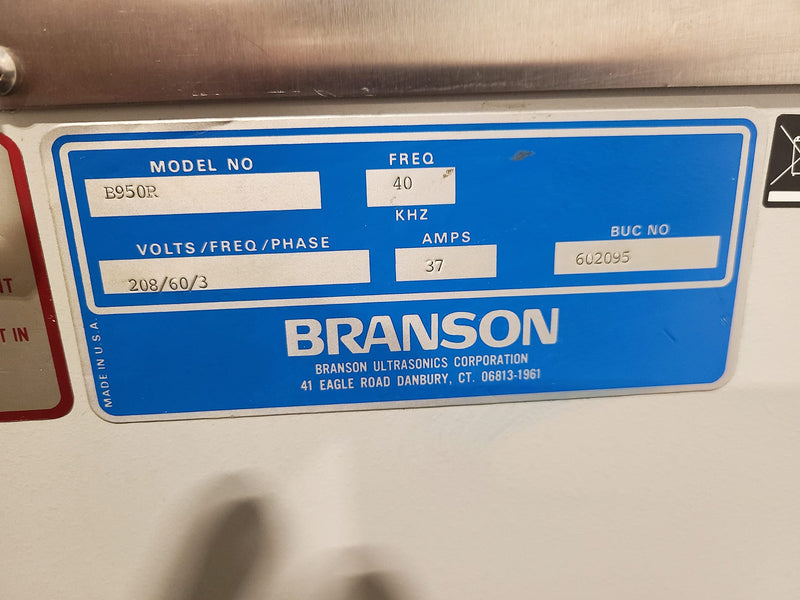 MODEL NO
B950R
FREQ
40
KHZ
VOLTS/FREQ/PHASE
208/60/3
AMPS
37
BUC NO
602095
BRANSON
BRANSON ULTRASONICS CORPORATION
41 EAGLE ROAD DANBURY, CT. 06813-1961
MADE IN U.S.A.
T IN